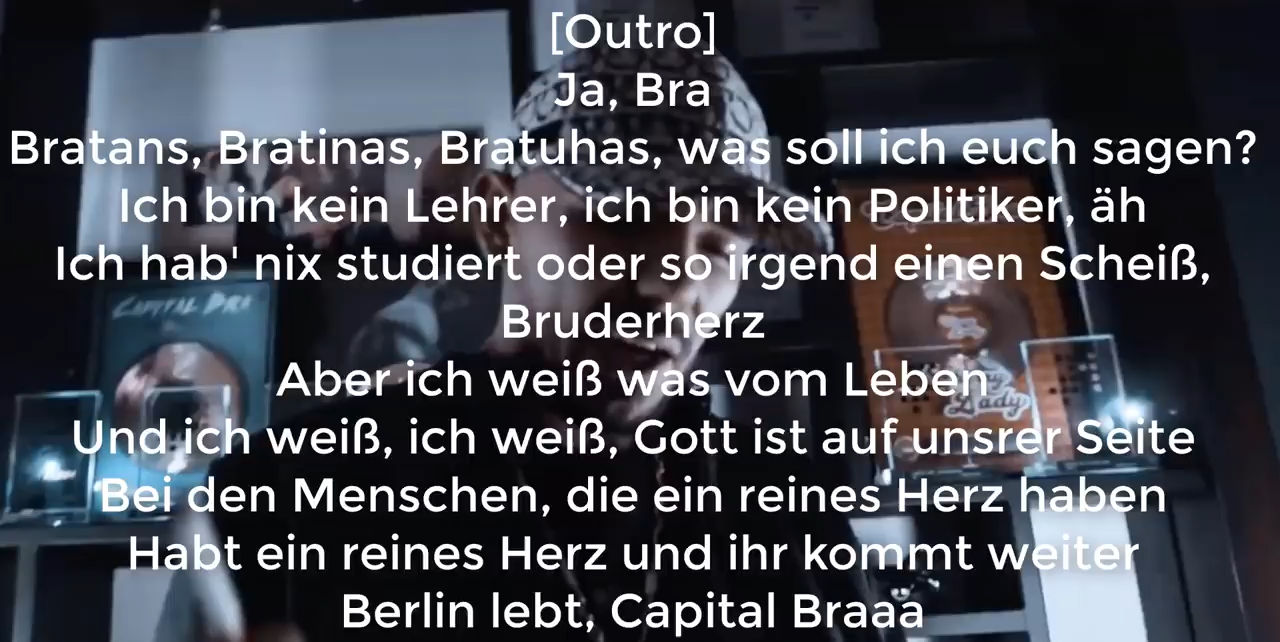 [Outro]
Ja, Bra
Bratans, Bratinas, Bratuhas, was soll ich euch sagen?
Ich bin kein Lehrer, ich bin kein Politiker, äh
Ich hab' nix studiert oder so irgend einen Scheiß,
Bruderherz
Aber ich weiß was vom Leben
Und ich weiß, ich weiß, Gott ist auf unsrer Seite
Bei den Menschen, die ein reines Herz haben
Habt ein reines Herz und ihr kommt weiter
Berlin lebt, Capital Braaa
CAPITAL BRA
Lady